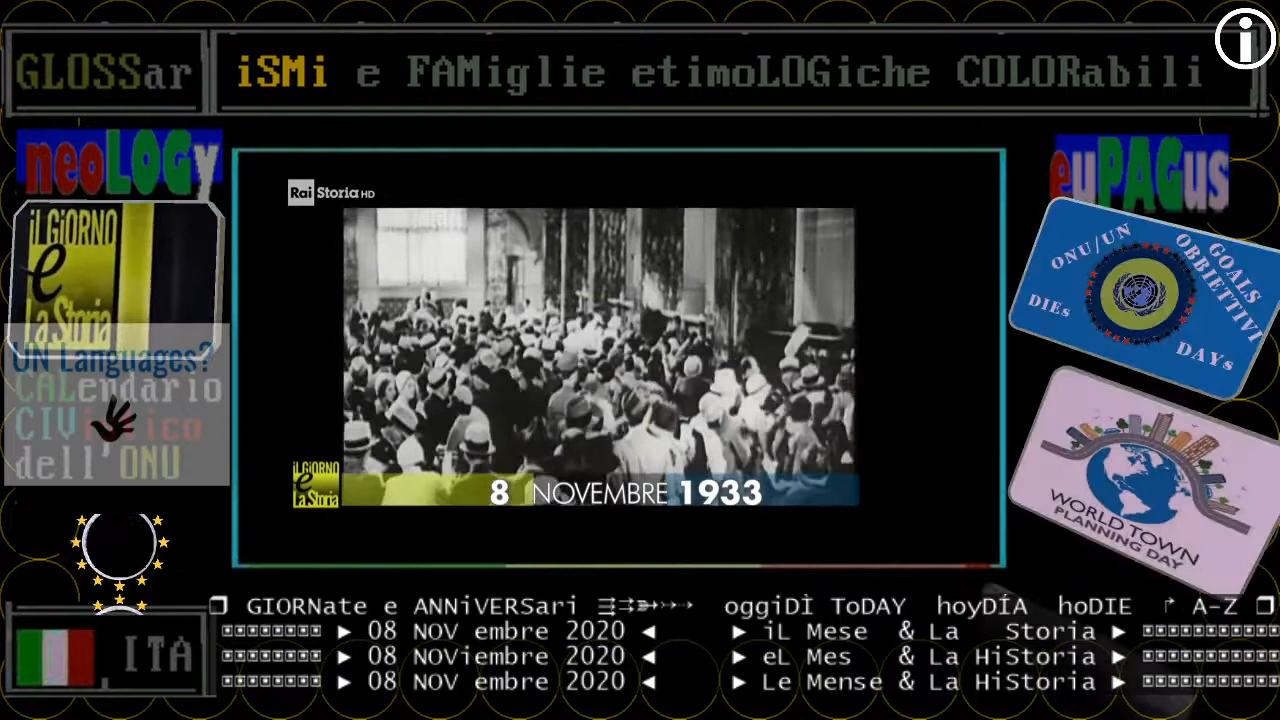 GLOSSar
iSMi e FAMiglie etimoLOGiche COLORabili
neoLOGy
euPAGus
Rai Storia HD
iL GiORNO
e
La Storia
ONU/UN
GOALS
OBBIETTIVI
DIEs
DAYs
UN Languages?
CALendario
CIVirico
dell'ONU
iL GiORNO
e
La Storia
8 NOVEMBRE 1933
WORLD TOWN
PLANNING DAY
GIORNate e ANNiVERSari
oggiDÌ ToDAY hoyDÍA hoDIE A-Z
08 NOV embre 2020
iL Mese & La Storia
08 NOViembre 2020
eL Mes & La HiStoria
08 NOV embre 2020
Le Mense & La HiStoria
ITA